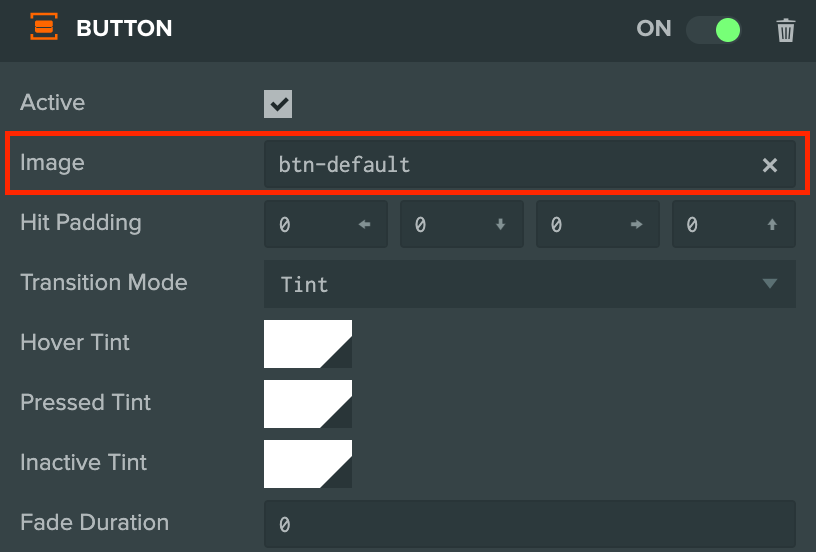 BUTTON ON
Active
Image btn-default
Hit Padding 0 0 0 0
Transition Mode Tint
Hover Tint
Pressed Tint
Inactive Tint
Fade Duration 0